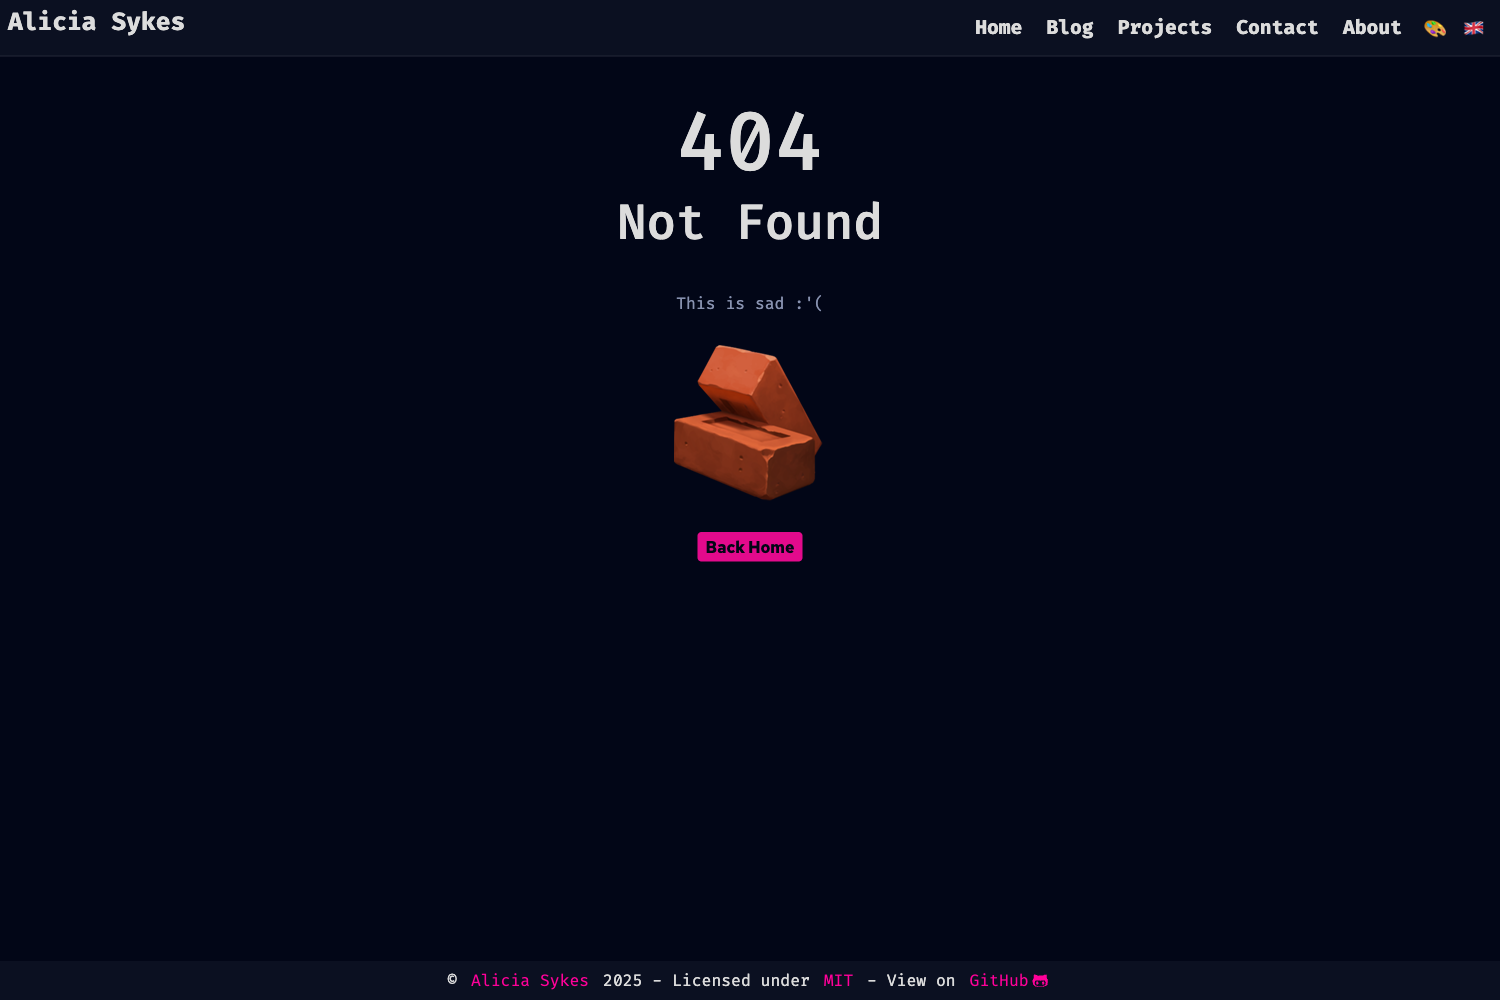 Alicia Sykes
Home Blog Projects Contact About
404
Not Found
This is sad :'(
Back Home
© Alicia Sykes 2025 - Licensed under MIT - View on GitHub